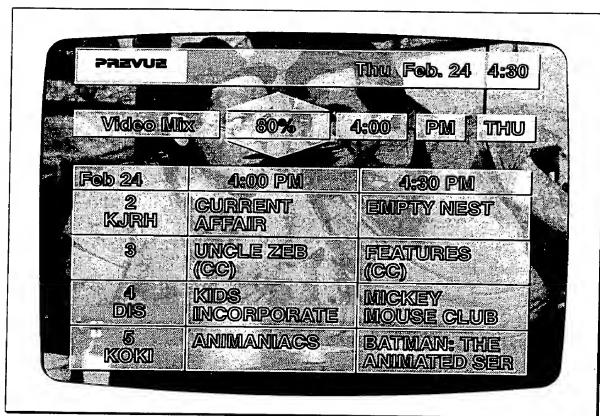 PREVUE
Thu Feb. 24 4:30
Video Mix 80% 4:00 PM THU
Feb 24 4:00 PM 4:30 PM
2
KJRH
CURRENT
AFFAIR
EMPTY NEST
3
UNCLE ZEB
(CC)
FEATURES
(CC)
4
DIS
KIDS
INCORPORATE
MICKEY
MOUSE CLUB
5
KOKI
ANIMANIACS
BATMAN: THE
ANIMATED SER